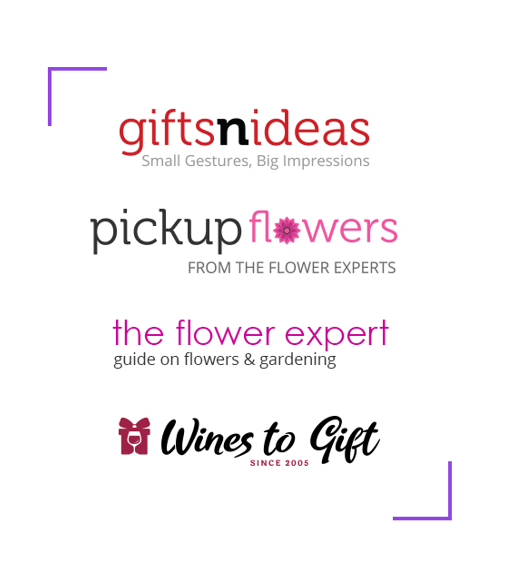 giftsnideas
Small Gestures, Big Impressions
pickupflowers
FROM THE FLOWER EXPERTS
the flower expert
guide on flowers & gardening
Wines to Gift
SINCE 2005